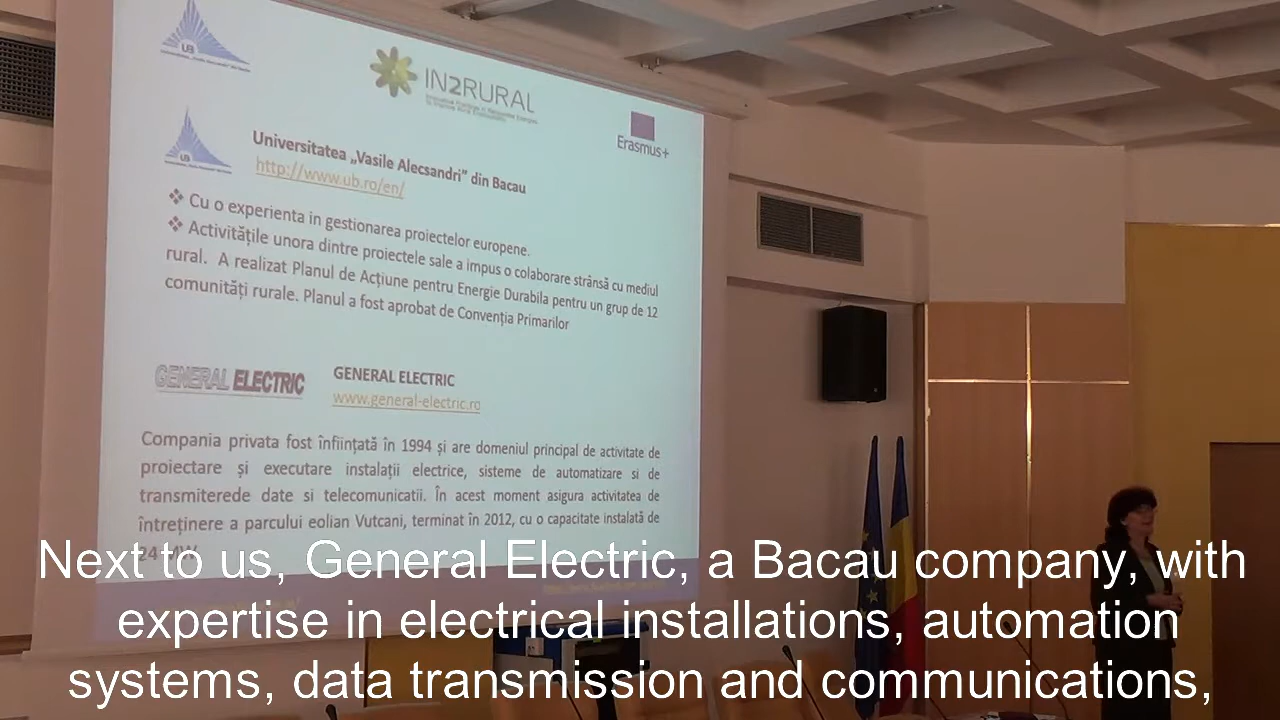 UB
IN2RURAL
Erasmus+
UB
Universitatea „Vasile Alecsandri” din Bacau
http://www.ub.ro/en/
❖ Cu o experienta in gestionarea proiectelor europene.
❖ Activitățile unora dintre proiectele sale a impus o colaborare strânsă cu mediul
rural. A realizat Planul de Acțiune pentru Energie Durabila pentru un grup de 12
comunități rurale. Planul a fost aprobat de Convenția Primarilor
GENERAL ELECTRIC
GENERAL ELECTRIC
www.general-electric.ro
Compania privata fost înființată în 1994 și are domeniul principal de activitate de
proiectare și executare instalații electrice, sisteme de automatizare si de
transmiterede date si telecomunicatii. În acest moment asigura activitatea de
întreținere a parcului eolian Vutcani, terminat în 2012, cu o capacitate instalată de
24 MW.
Next to us, General Electric, a Bacau company, with
expertise in electrical installations, automation
systems, data transmission and communications,